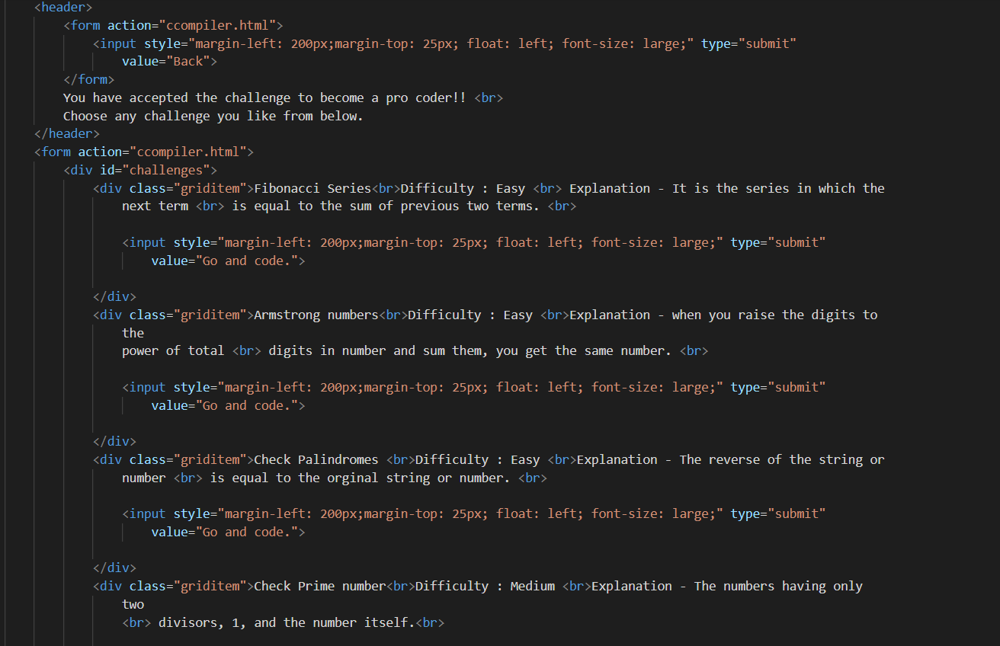 <header>
<form action="ccompiler.html">
<input style="margin-left: 200px;margin-top: 25px; float: left; font-size: large;" type="submit"
value="Back">
</form>
You have accepted the challenge to become a pro coder!! <br>
Choose any challenge you like from below.
</header>
<form action="ccompiler.html">
<div id="challenges">
<div class="griditem">Fibonacci Series<br>Difficulty : Easy <br> Explanation - It is the series in which the
next term <br> is equal to the sum of previous two terms. <br>
<input style="margin-left: 200px;margin-top: 25px; float: left; font-size: large;" type="submit"
value="Go and code.">
</div>
<div class="griditem">Armstrong numbers<br>Difficulty : Easy <br>Explanation - when you raise the digits to
the
power of total <br> digits in number and sum them, you get the same number. <br>
<input style="margin-left: 200px;margin-top: 25px; float: left; font-size: large;" type="submit"
value="Go and code.">
</div>
<div class="griditem">Check Palindromes <br>Difficulty : Easy <br>Explanation - The reverse of the string or
number <br> is equal to the orginal string or number. <br>
<input style="margin-left: 200px;margin-top: 25px; float: left; font-size: large;" type="submit"
value="Go and code.">
</div>
<div class="griditem">Check Prime number<br>Difficulty : Medium <br>Explanation - The numbers having only
two
<br> divisors, 1, and the number itself.<br>